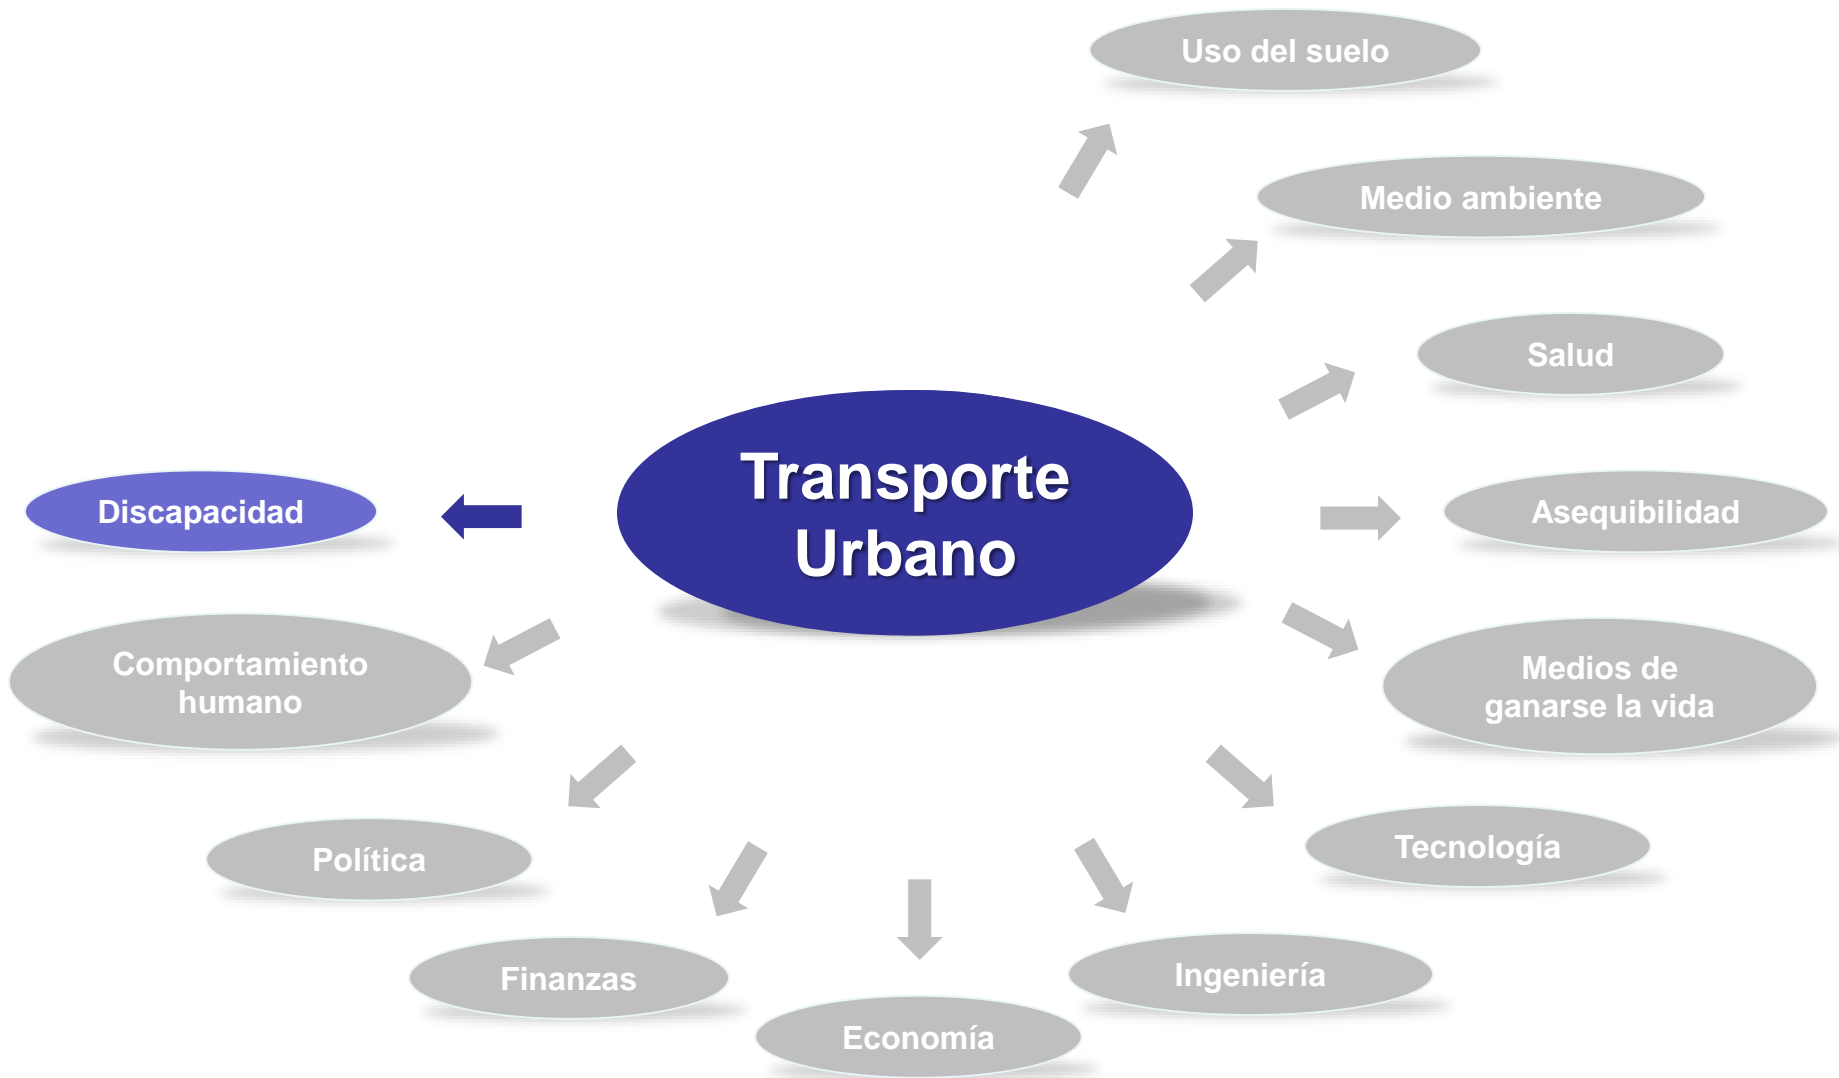 Uso del suelo
Medio ambiente
Salud
Transporte
Urbano
Discapacidad
Asequibilidad
Comportamiento
humano
Medios de
ganarse la vida
Política
Tecnología
Finanzas
Ingeniería
Economía